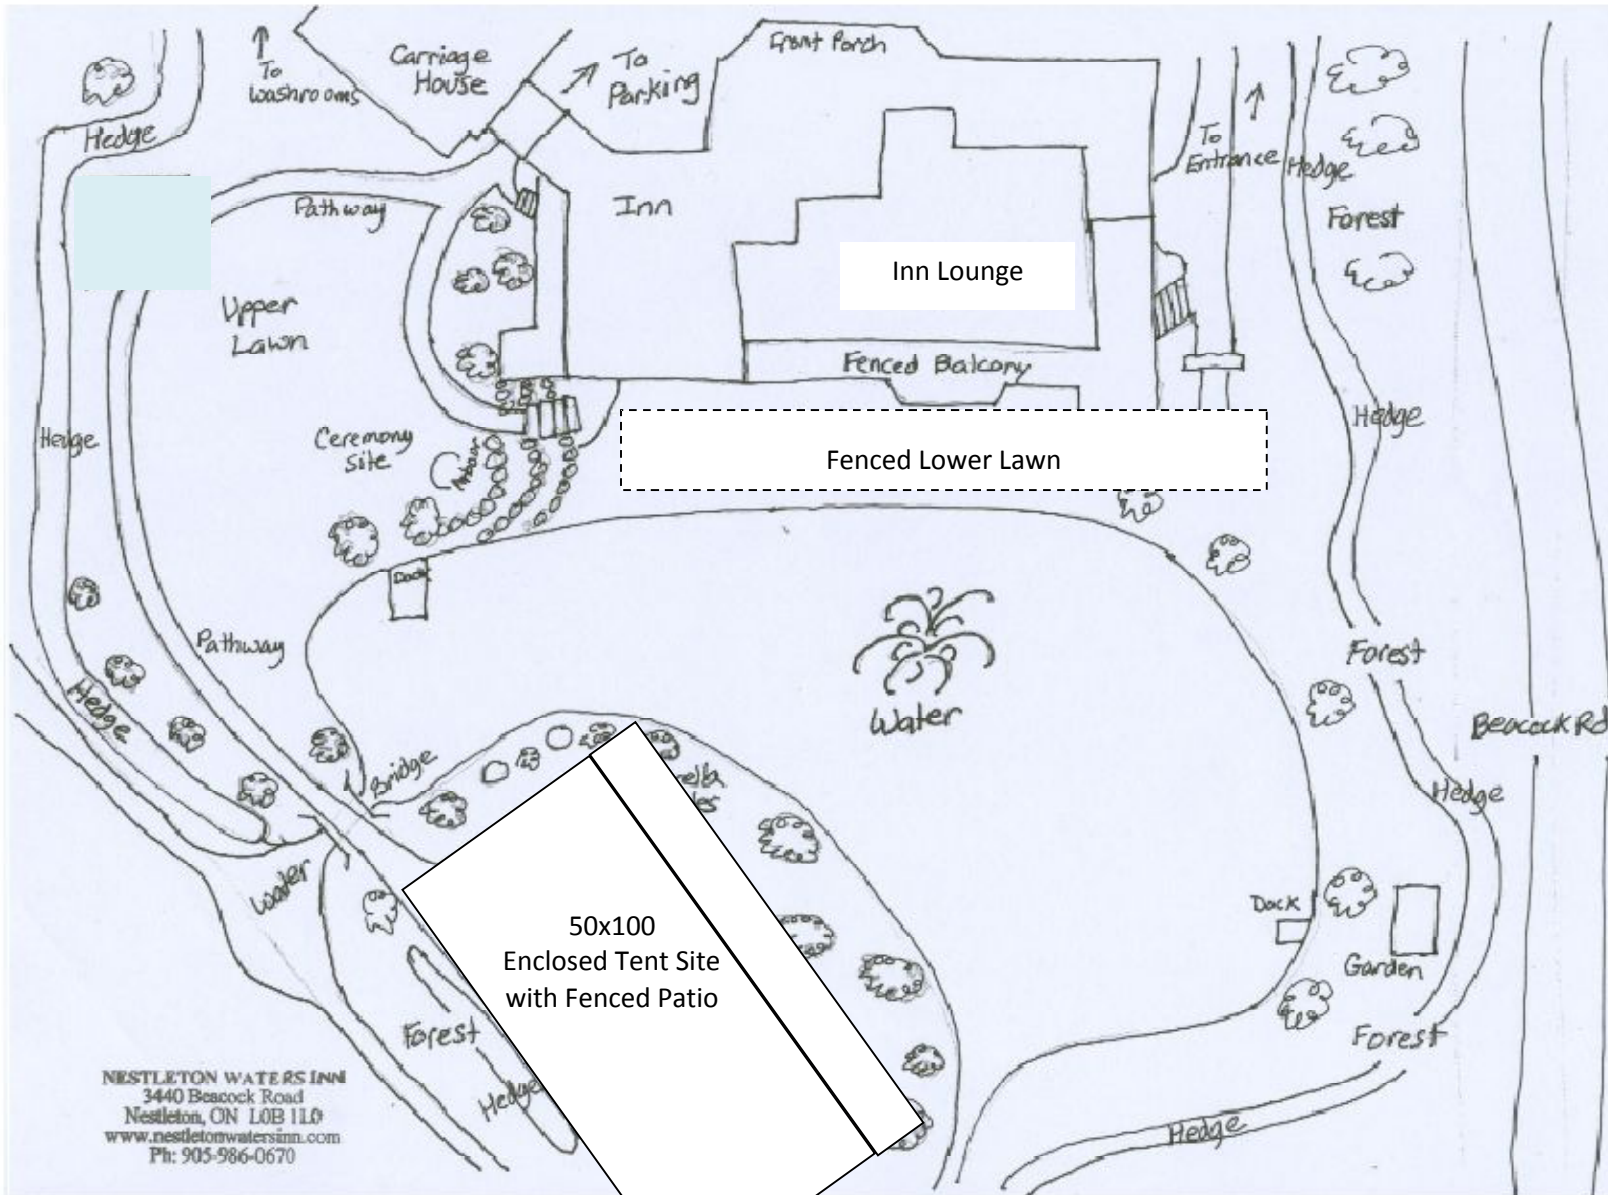 Front Porch
Carriage
House
To
Parking
To
washrooms
Hedge
To
Entrance
Hedge
Pathway
Inn
Forest
Inn Lounge
Upper
Lawn
Fenced Balcony
Hedge
Hedge
Ceremony
site
Fenced Lower Lawn
Dock
Pathway
Forest
Hedge
Water
Beacock Rd
Bridge
Hedge
Water
Dock
50x100
Enclosed Tent Site
with Fenced Patio
Garden
Forest
Forest
Hedge
Hedge
NESTLETON WATERS INN
3440 Beacock Road
Nestleton, ON L0B 1L0
www.nestletonwatersinn.com
Ph: 905-986-0670